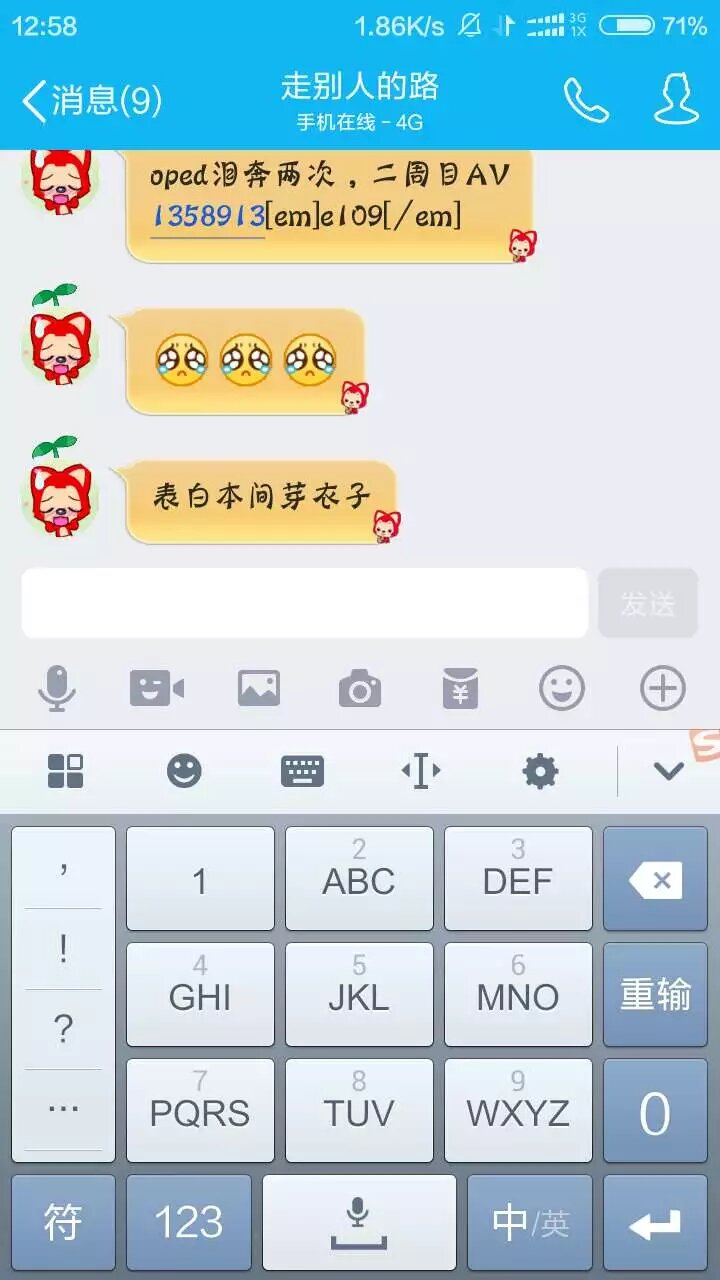 12:58 1.86K/s 3G 1X 71%
消息(9) 走别人的路
手机在线 - 4G
oped泪奔两次，二周目AV
1358913[em]e109[/em]
表白本间芽衣子
发送
, 1 2 ABC 3 DEF
! 4 GHI 5 JKL 6 MNO 重输
?
7 PQRS 8 TUV 9 WXYZ 0
...
符 123 中/英